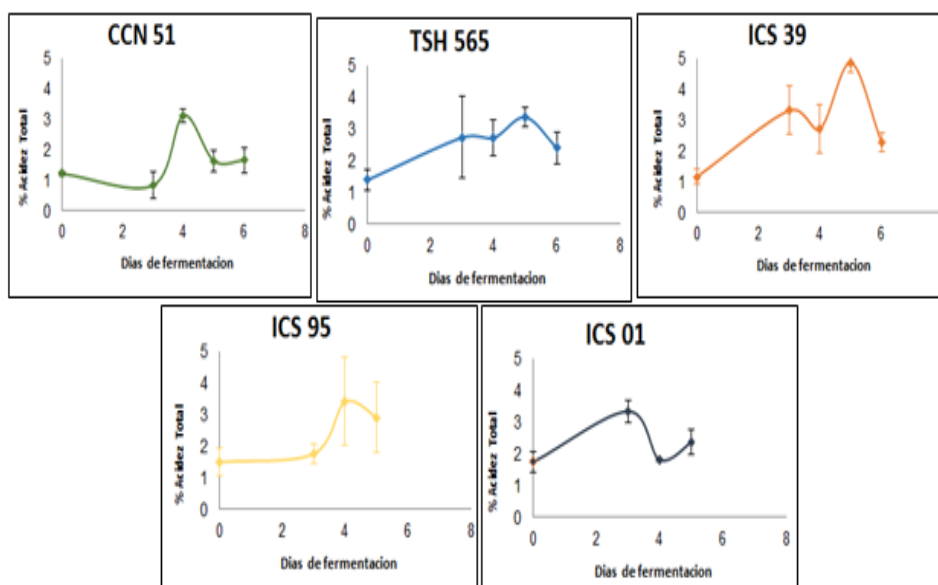 CCN 51
5
4
3
2
1
0
% Acidez Total
0 2 4 6 8
Dias de fermentacion
TSH 565
5
4
3
2
1
0
% Acidez Total
0 2 4 6 8
Dias de fermentacion
ICS 39
5
4
3
2
1
0
% Acidez Total
0 2 4 6
Dias de fermentacion
ICS 95
5
4
3
2
1
0
% Acidez Total
0 2 4 6 8
Dias de fermentacion
ICS 01
5
4
3
2
1
0
% Acidez Total
0 2 4 6 8
Dias de fermentacion